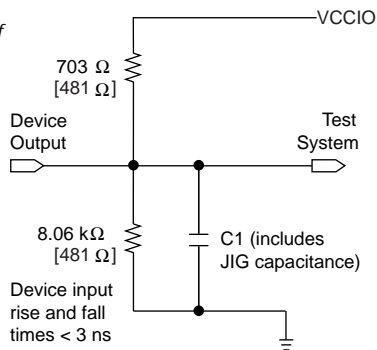 f
VCCIO
703 Ω
[481 Ω]
Device
Output
Test
System
8.06 kΩ
[481 Ω]
C1 (includes
JIG capacitance)
Device input
rise and fall
times < 3 ns